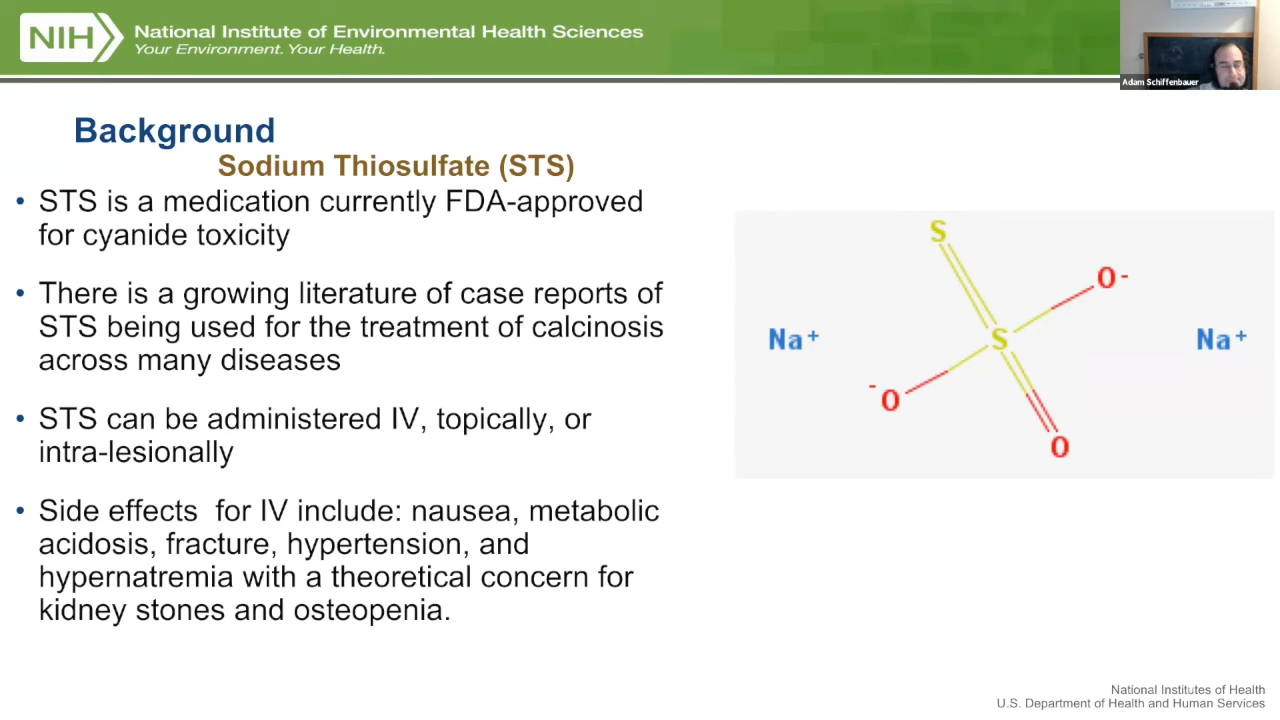 NIH
National Institute of Environmental Health Sciences
Your Environment. Your Health.
Adam Schiffenbauer
Background
Sodium Thiosulfate (STS)
• STS is a medication currently FDA-approved
for cyanide toxicity
• There is a growing literature of case reports of
STS being used for the treatment of calcinosis
across many diseases
• STS can be administered IV, topically, or
intra-lesionally
• Side effects  for IV include: nausea, metabolic
acidosis, fracture, hypertension, and
hypernatremia with a theoretical concern for
kidney stones and osteopenia.
S
O-
Na+ S Na+
-O
O
National Institutes of Health
U.S. Department of Health and Human Services